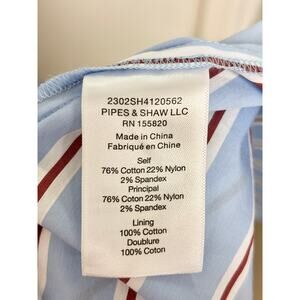 2302SH4120562
PIPES & SHAW LLC
RN 155820
Made in China
Fabriqué en Chine
Self
76% Cotton 22% Nylon
2% Spandex
Principal
76% Coton 22% Nylon
2% Spandex
Lining
100% Cotton
Doublure
100% Coton